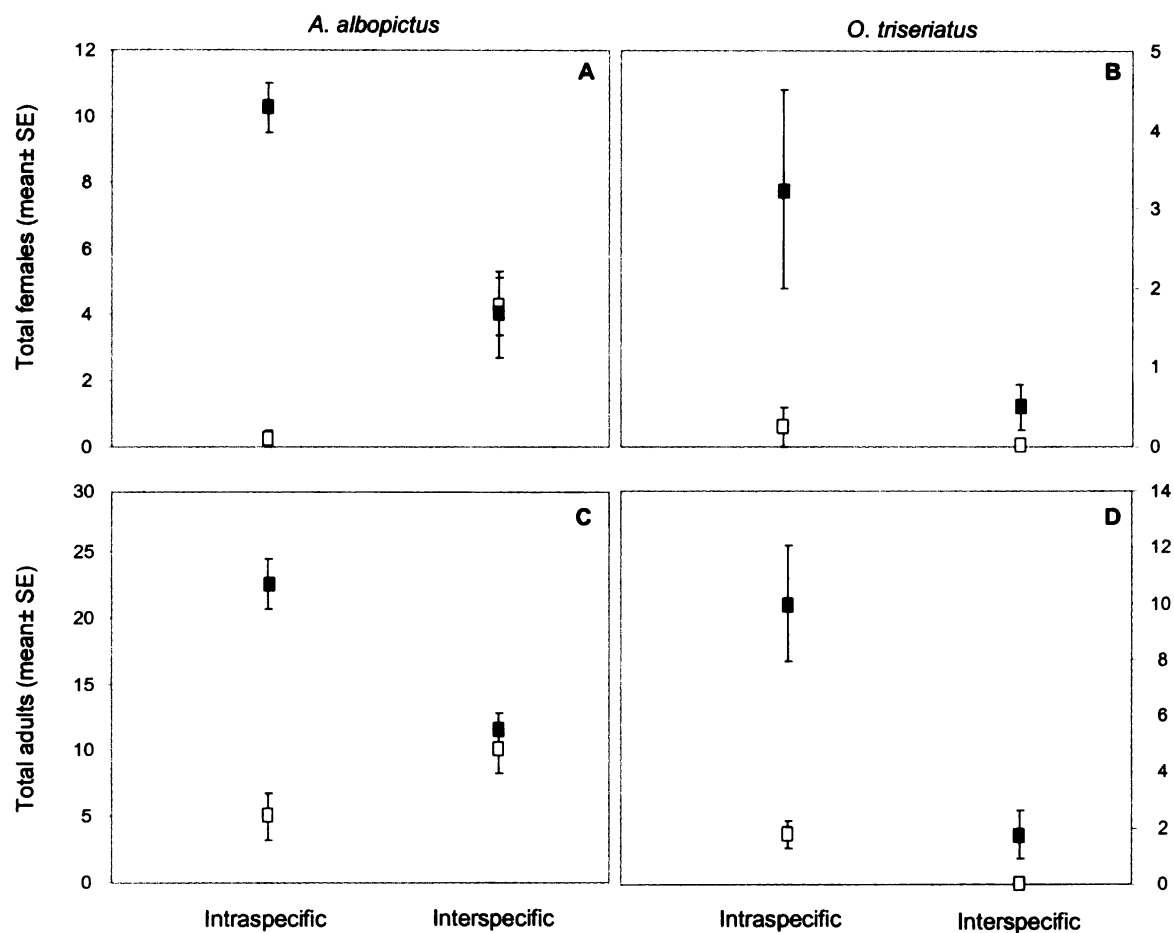 A. albopictus
O. triseriatus
Total females (mean± SE)
12
10
8
6
4
2
0
A
B
5
4
3
2
1
0
Total adults (mean± SE)
30
25
20
15
10
5
0
C
D
14
12
10
8
6
4
2
0
Intraspecific
Interspecific
Intraspecific
Interspecific